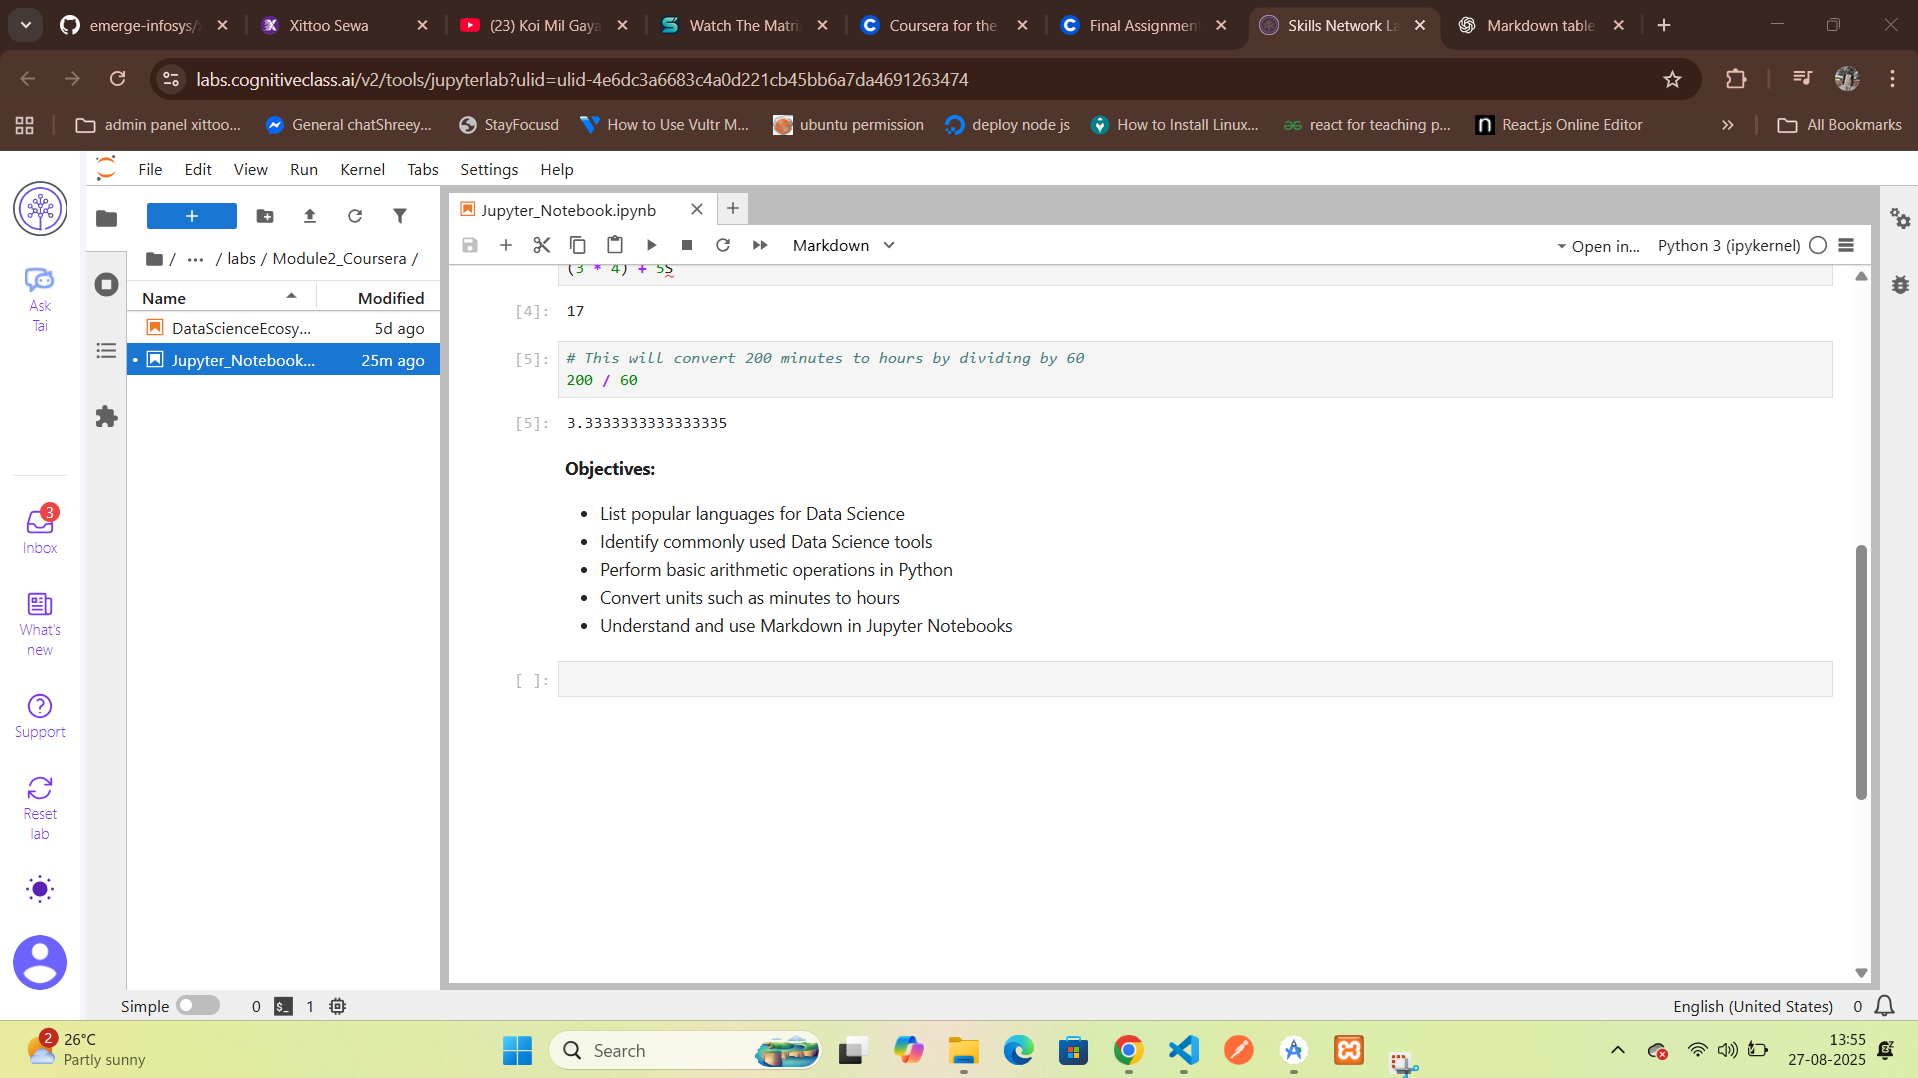 emerge-infosys/
Xittoo Sewa
(23) Koi Mil Gaya
Watch The Matri
Coursera for the
Final Assignmen
Skills Network La
Markdown table
labs.cognitiveclass.ai/v2/tools/jupyterlab?ulid=ulid-4e6dc3a6683c4a0d221cb45bb6a7da4691263474
admin panel xittoo...
General chatShreey...
StayFocusd
How to Use Vultr M...
ubuntu permission
deploy node js
How to Install Linux...
react for teaching p...
React.js Online Editor
All Bookmarks
File Edit View Run Kernel Tabs Settings Help
Jupyter_Notebook.ipynb
Markdown
Open in...
Python 3 (ipykernel)
/ ... / labs / Module2_Coursera /
Name Modified
DataScienceEcosy... 5d ago
Jupyter_Notebook... 25m ago
Ask
Tai
3
Inbox
What's
new
Support
Reset
lab
(3 * 4) + 5S
[4]: 17
[5]: # This will convert 200 minutes to hours by dividing by 60
200 / 60
[5]: 3.3333333333333335
Objectives:
• List popular languages for Data Science
• Identify commonly used Data Science tools
• Perform basic arithmetic operations in Python
• Convert units such as minutes to hours
• Understand and use Markdown in Jupyter Notebooks
[ ]:
Simple 0 $_ 1
English (United States) 0
2
26°C
Partly sunny
Search
13:55
27-08-2025